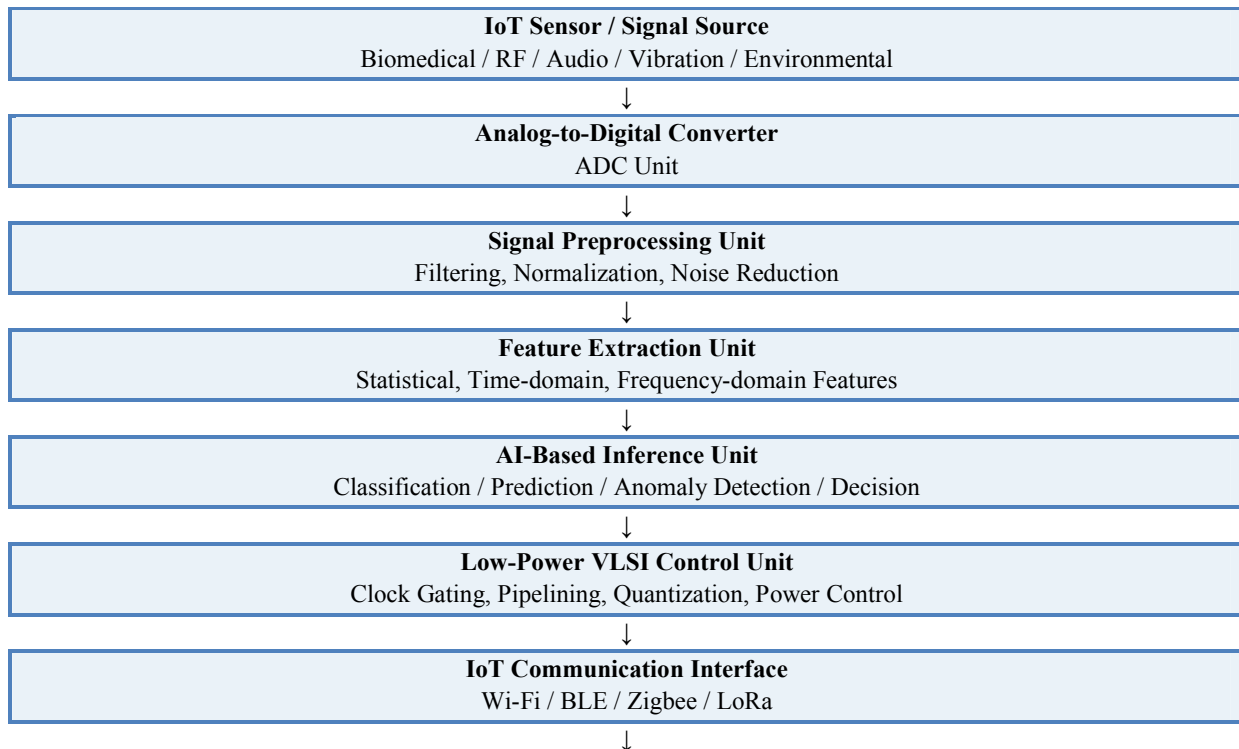 IoT Sensor / Signal Source
Biomedical / RF / Audio / Vibration / Environmental
↓
Analog-to-Digital Converter
ADC Unit
↓
Signal Preprocessing Unit
Filtering, Normalization, Noise Reduction
↓
Feature Extraction Unit
Statistical, Time-domain, Frequency-domain Features
↓
AI-Based Inference Unit
Classification / Prediction / Anomaly Detection / Decision
↓
Low-Power VLSI Control Unit
Clock Gating, Pipelining, Quantization, Power Control
↓
IoT Communication Interface
Wi-Fi / BLE / Zigbee / LoRa
↓